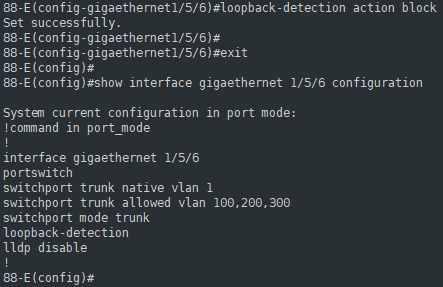 88-E(config-gigaethernet1/5/6)#loopback-detection action block
Set successfully.
88-E(config-gigaethernet1/5/6)#
88-E(config-gigaethernet1/5/6)#exit
88-E(config)#
88-E(config)#show interface gigaethernet 1/5/6 configuration
System current configuration in port mode:
!command in port_mode
!
interface gigaethernet 1/5/6
portswitch
switchport trunk native vlan 1
switchport trunk allowed vlan 100,200,300
switchport mode trunk
loopback-detection
lldp disable
!
88-E(config)#